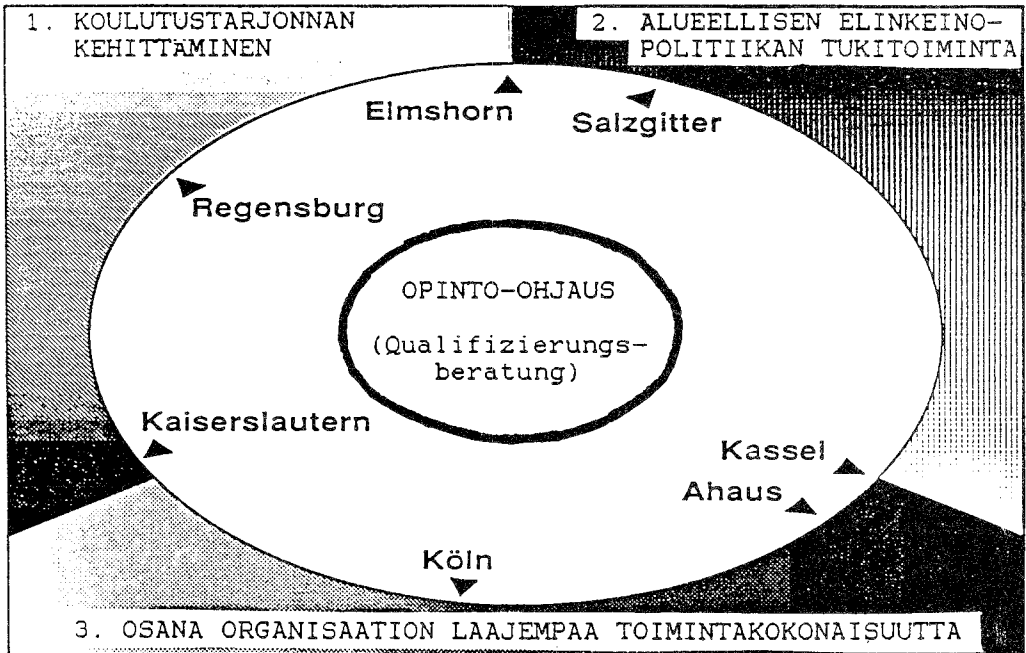 1. KOULUTUSTARJONNAN
KEHITTÄMINEN
2. ALUEELLISEN ELINKEINO-
POLITIIKAN TUKITOIMINTA
Elmshorn
Salzgitter
Regensburg
OPINTO-OHJAUS
(Qualifizierungs-
beratung)
Kaiserslautern
Kassel
Ahaus
Köln
3. OSANA ORGANISAATION LAAJEMPAA TOIMINTAKOKONAISUUTTA